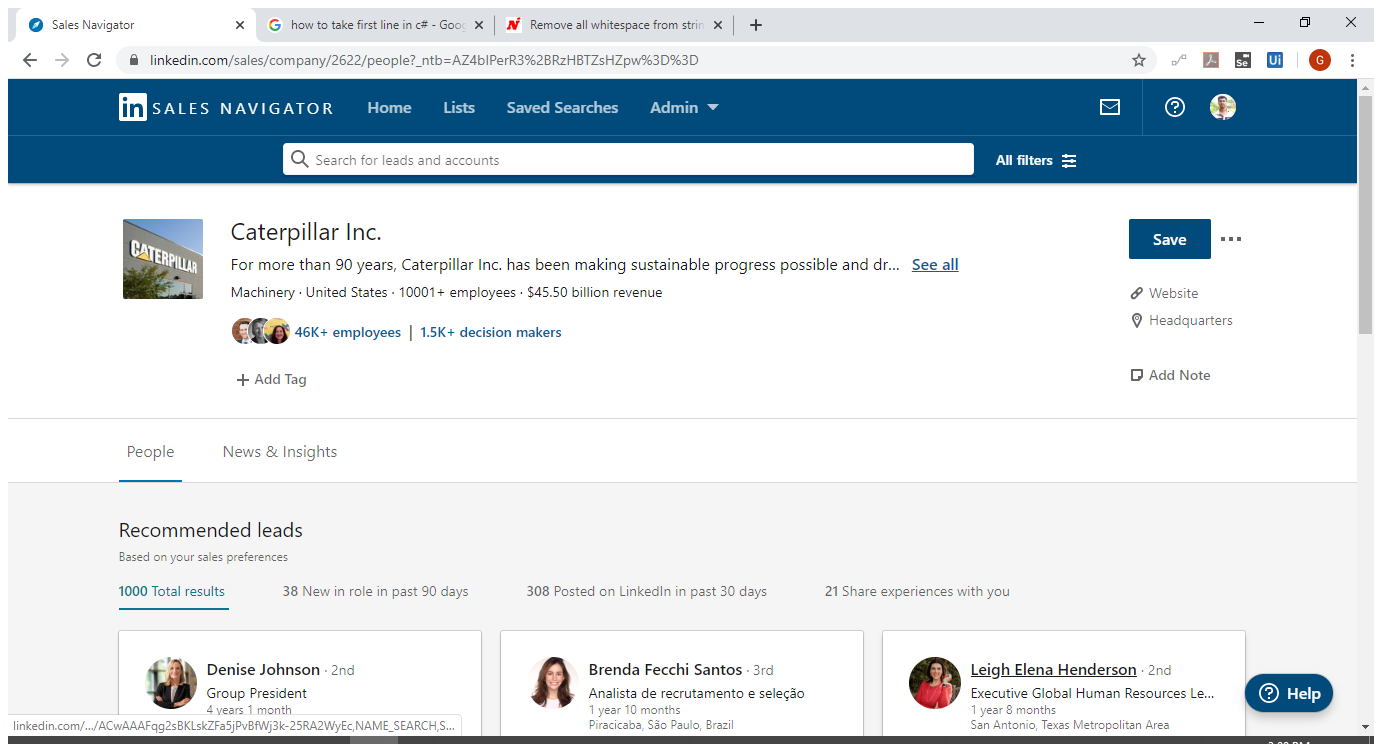 Sales Navigator
how to take first line in c# - Goog
Remove all whitespace from strin
linkedin.com/sales/company/2622/people?_ntb=AZ4bIPerR3%2BRzHBTZsHZpw%3D%3D
Se
Ui
G
in SALES NAVIGATOR Home Lists Saved Searches Admin
Search for leads and accounts All filters
CATERPILLAR
Caterpillar Inc.
For more than 90 years, Caterpillar Inc. has been making sustainable progress possible and dr... See all
Machinery · United States · 10001+ employees · $45.50 billion revenue
46K+ employees | 1.5K+ decision makers
+ Add Tag
Save
Website
Headquarters
Add Note
People News & Insights
Recommended leads
Based on your sales preferences
1000 Total results 38 New in role in past 90 days 308 Posted on LinkedIn in past 30 days 21 Share experiences with you
Denise Johnson · 2nd
Group President
4 years 1 month
Brenda Fecchi Santos · 3rd
Analista de recrutamento e seleção
1 year 10 months
Piracicaba, São Paulo, Brazil
Leigh Elena Henderson · 2nd
Executive Global Human Resources Le...
1 year 8 months
San Antonio, Texas Metropolitan Area
Help
linkedin.com/.../ACwAAAFqg2sBKLskZFa5jPvBfWj3k-25RA2WyEc,NAME_SEARCH,S...